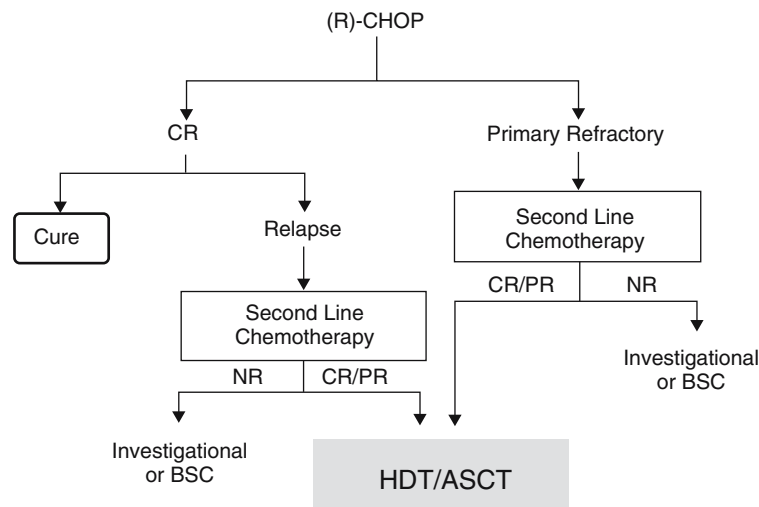 (R)-CHOP
CR
Primary Refractory
Cure
Relapse
Second Line
Chemotherapy
CR/PR
NR
Second Line
Chemotherapy
Investigational
or BSC
NR
CR/PR
Investigational
or BSC
HDT/ASCT